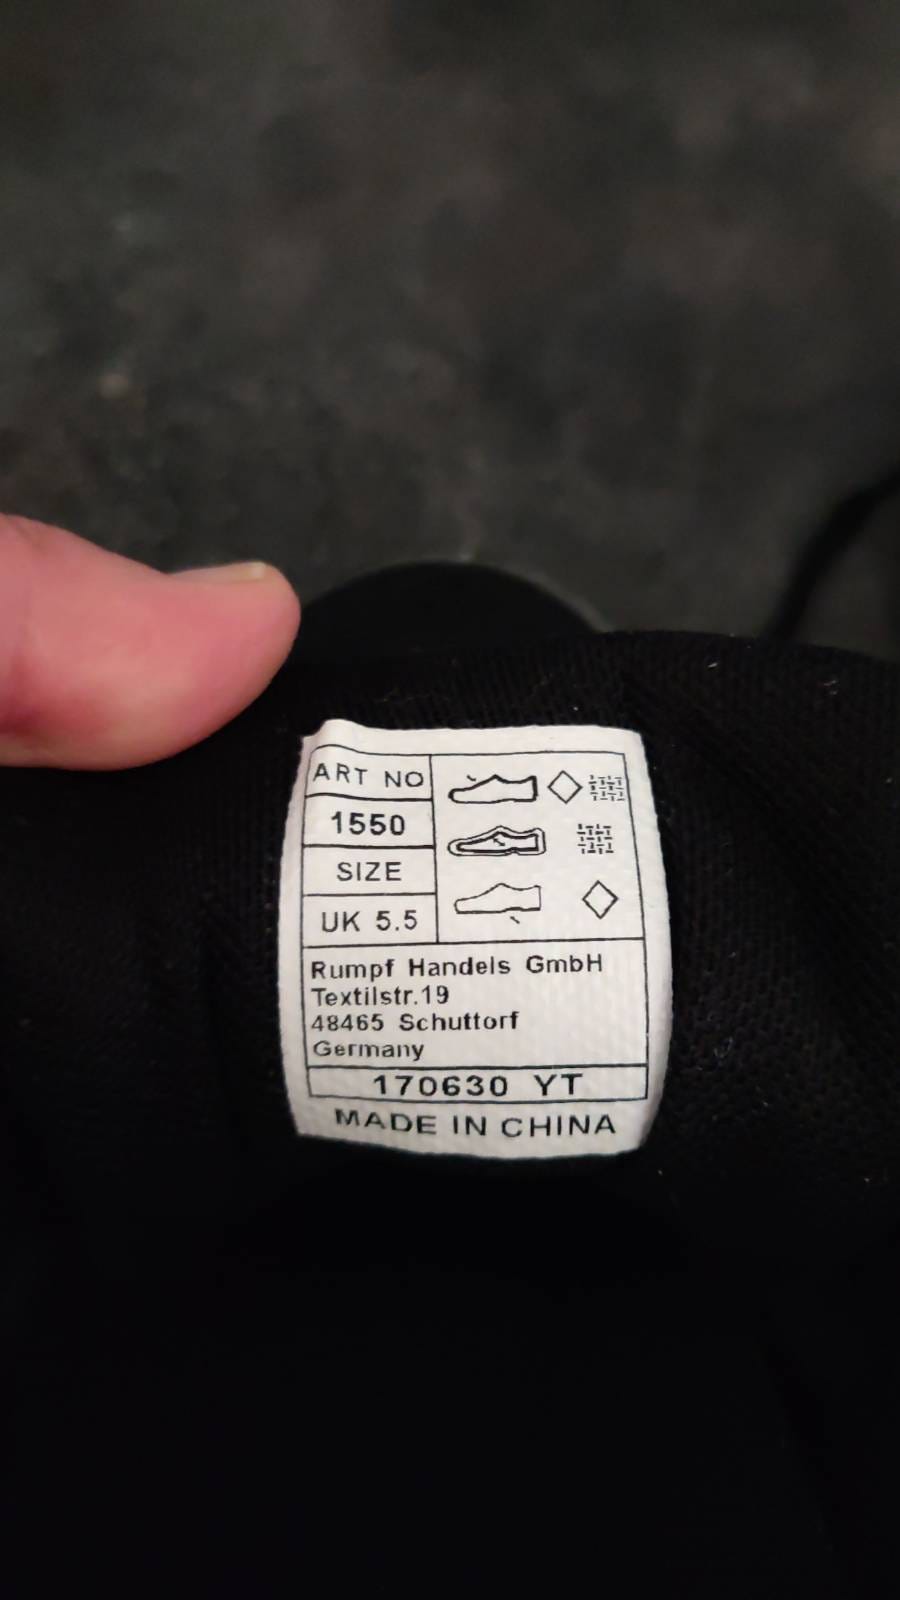 ART NO
1550
SIZE
UK 5.5
Rumpf Handels GmbH
Textilstr.19
48465 Schuttorf
Germany
170630 YT
MADE IN CHINA